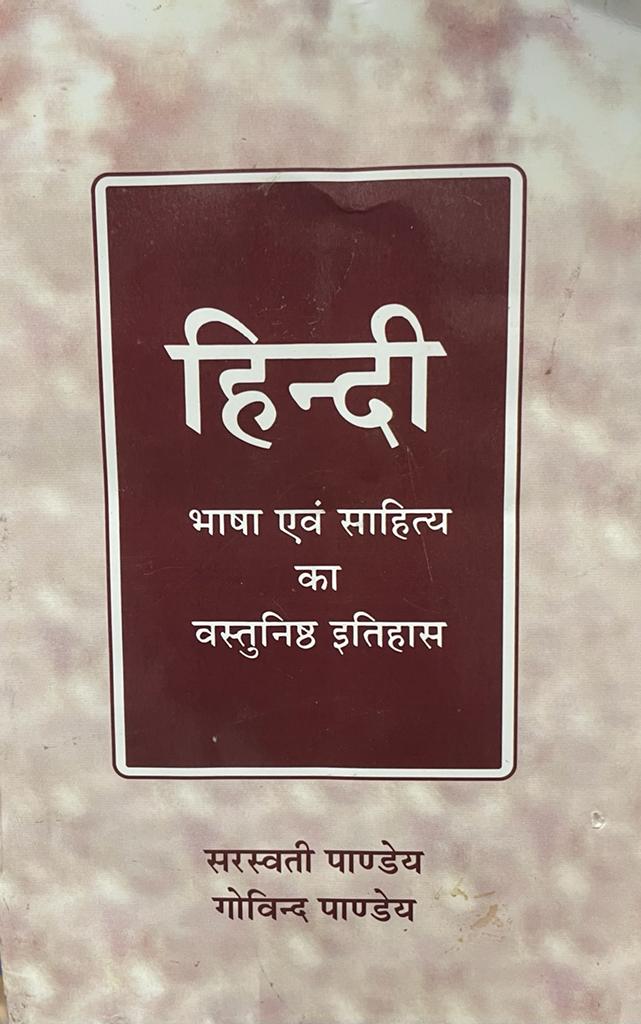 हिन्दी
भाषा एवं साहित्य
का
वस्तुनिष्ठ इतिहास
सरस्वती पाण्डेय
गोविन्द पाण्डेय